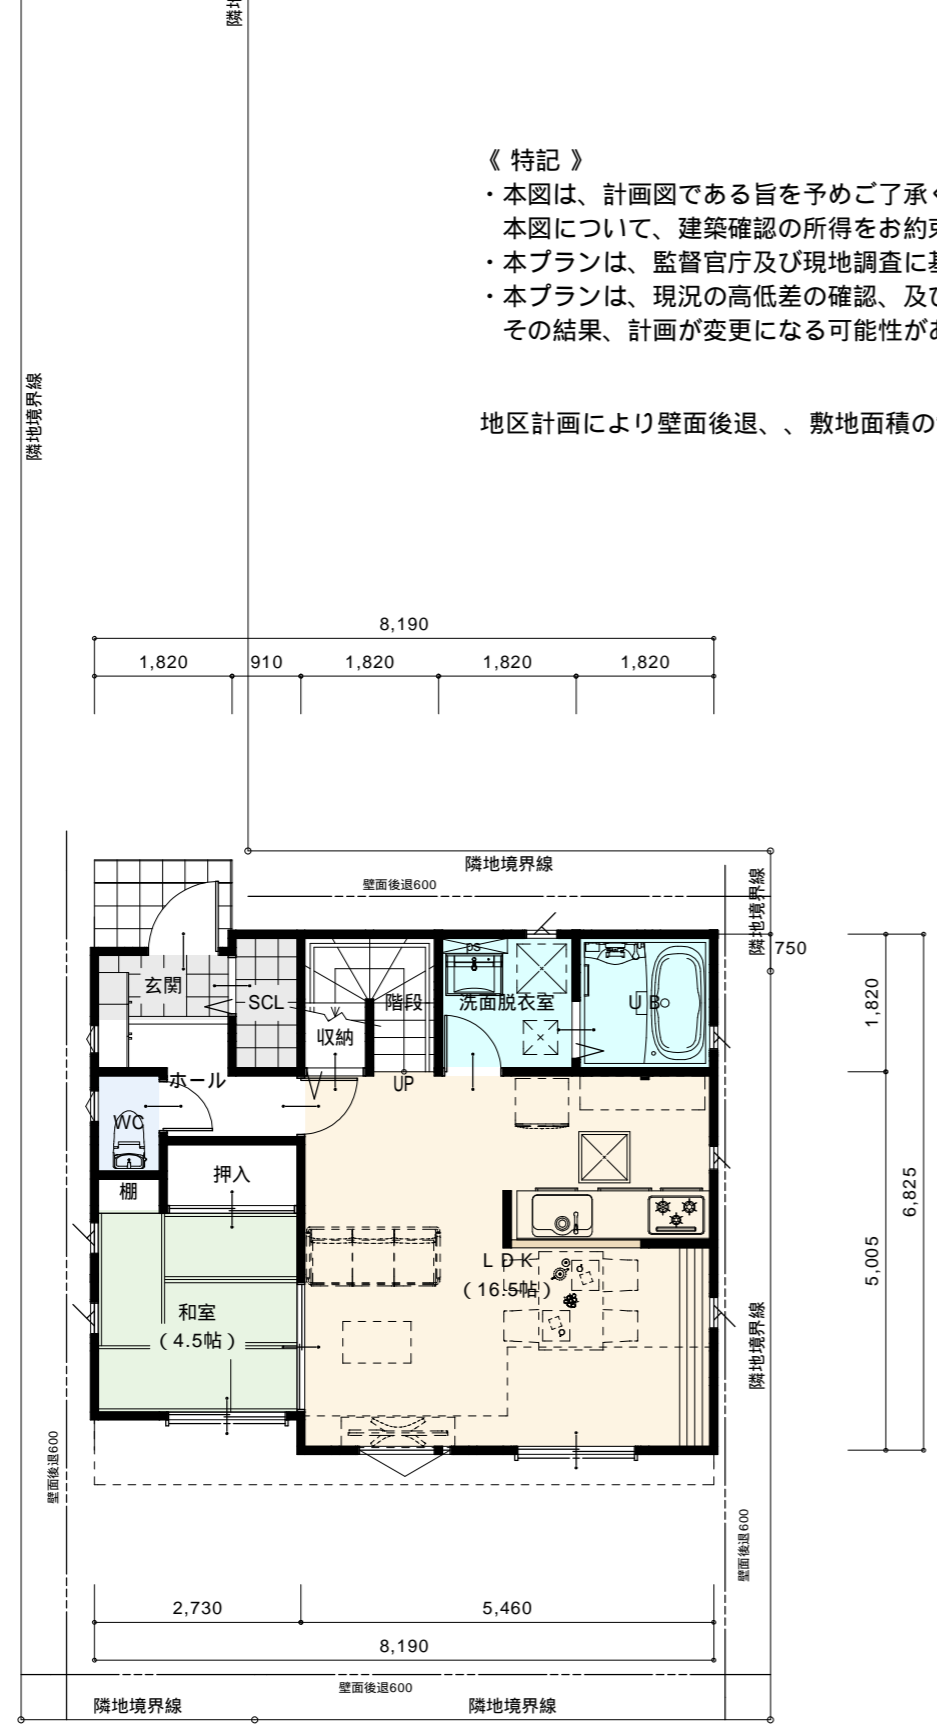 《 特記 》
・本図は、計画図である旨を予めご了承
本図について、建築確認の所得をお約
・本プランは、監督官庁及び現地調査に
・本プランは、現況の高低差の確認、及
その結果、計画が変更になる可能性が
隣地境界線
地区計画により壁面後退、、敷地面積の
8,190
1,820
910
1,820
1,820
1,820
隣地境界線
壁面後退600
隣地境界線
750
玄関
SCL
階段
PS
洗面脱衣室
UB
1,820
収納
ホール
UP
WC
押入
棚
6,825
LDK
(16.5帖)
5,005
和室
(4.5帖)
隣地境界線
壁面後退600
壁面後退600
2,730
5,460
8,190
壁面後退600
隣地境界線
隣地境界線